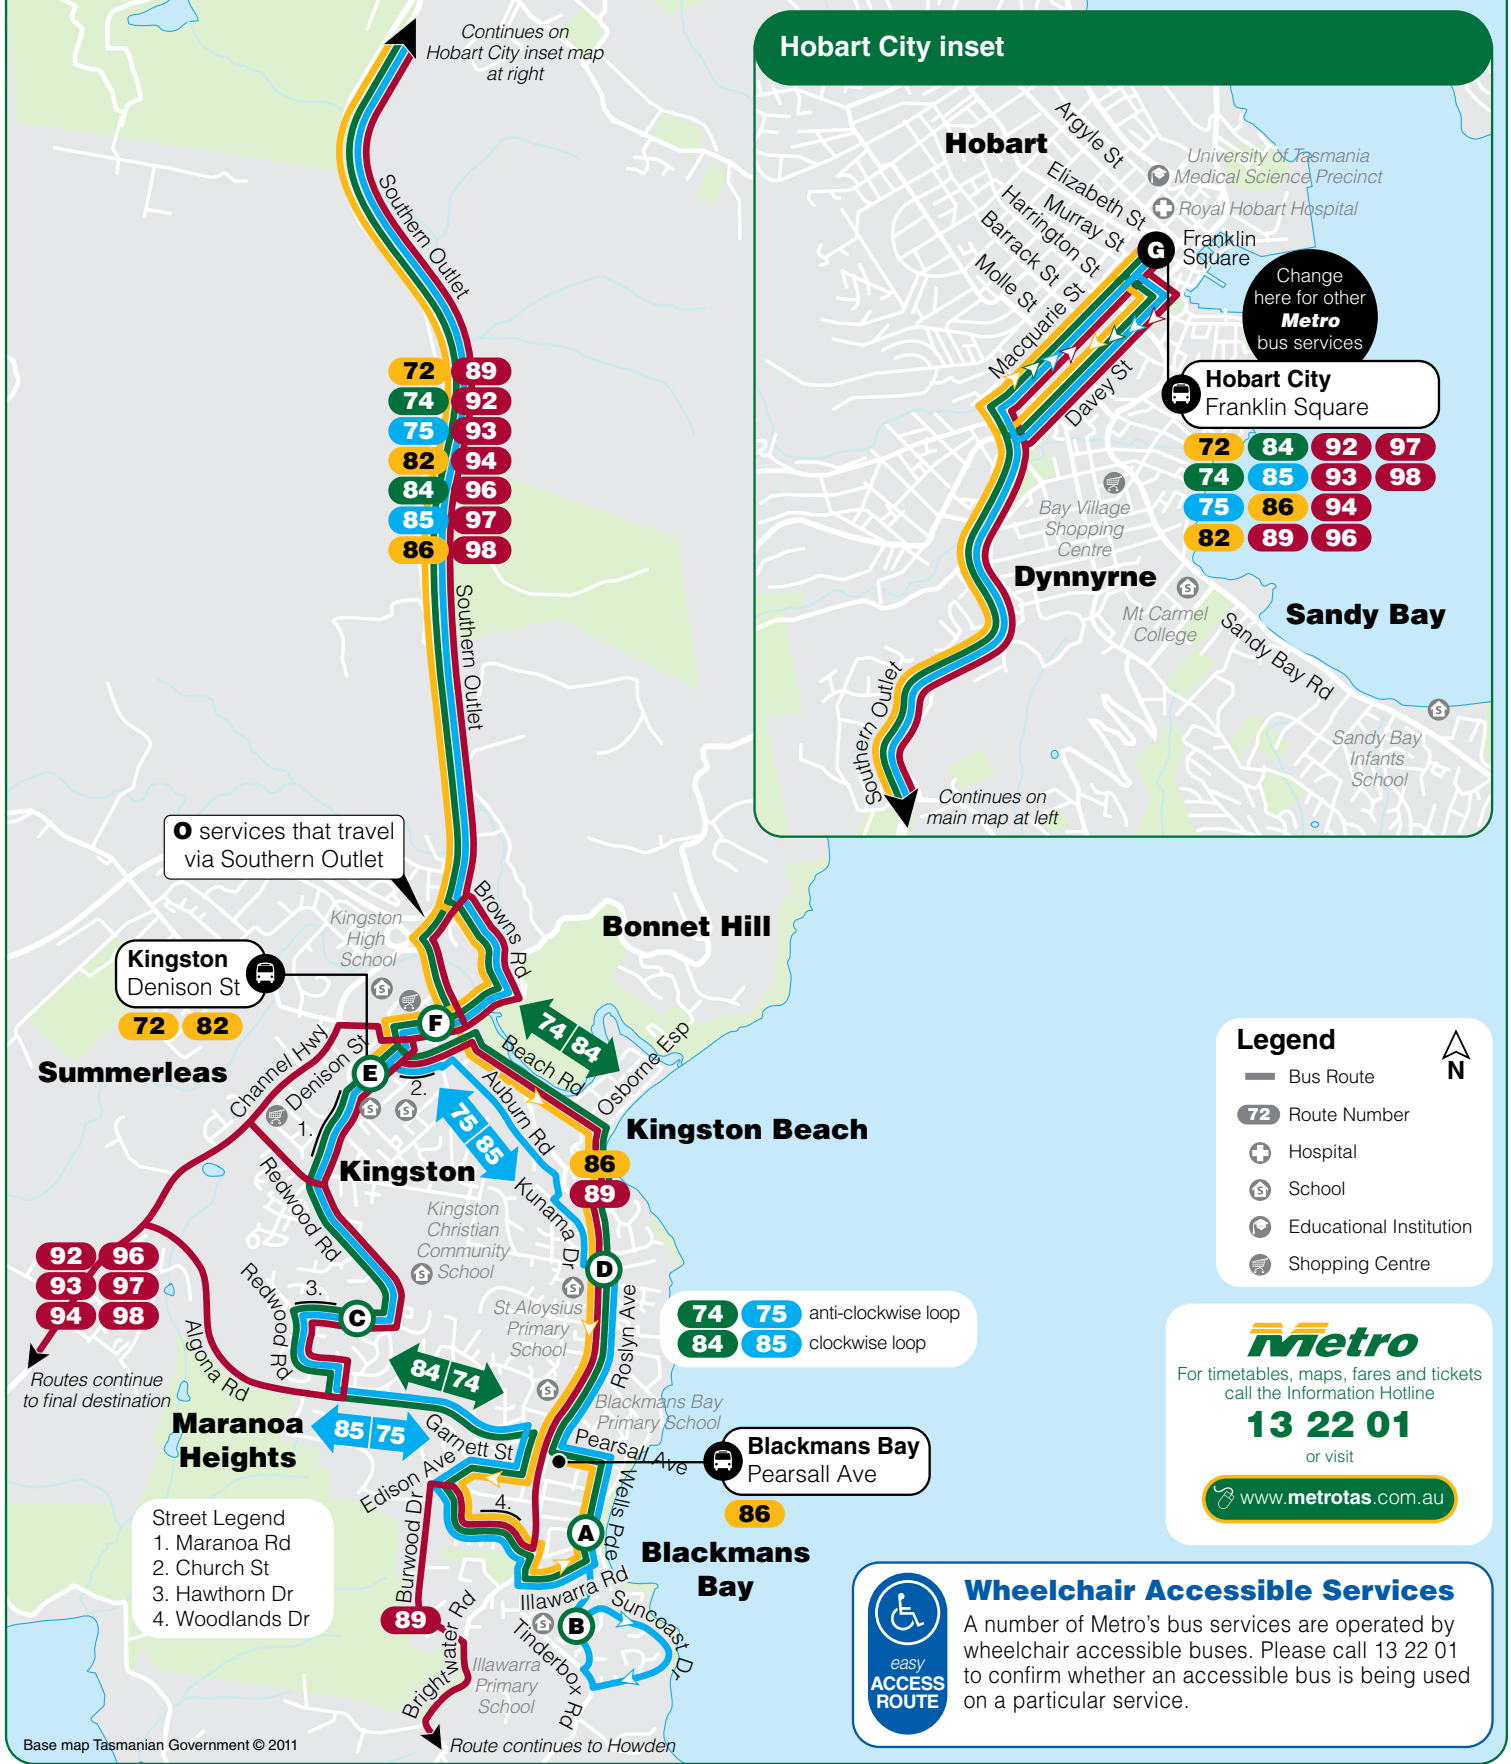 Continues on
Hobart City inset map
at right
Southern Outlet
72 89
74 92
75 93
82 94
84 96
85 97
86 98
Southern Outlet
Hobart City inset
Hobart
Argyle St
Elizabeth St
Murray St
Harrington St
Barrack St
Molle St
Macquarie St
Davey St
University of Tasmania
Medical Science Precinct
Royal Hobart Hospital
G
Franklin
Square
Change
here for other
Metro
bus services
Hobart City
Franklin Square
72 84 92 97
74 85 93 98
75 86 94
82 89 96
Bay Village
Shopping
Centre
Dynnyrne
Mt Carmel
College
Sandy Bay
Sandy Bay Rd
Sandy Bay
Infants
School
Southern Outlet
Continues on
main map at left
O services that travel
via Southern Outlet
Kingston
High
School
Browns Rd
Bonnet Hill
Kingston
Denison St
72 82
Summerleas
F
E
Channel Hwy
Denison St
1.
2.
74 84
Beach Rd
Osborne Esp
Auburn Rd
75 85
Kingston Beach
86
89
Kingston
Kunama Dr
Redwood Rd
Kingston
Christian
Community
School
D
92 96
93 97
94 98
Routes continue
to final destination
Redwood Rd
3.
C
Algona Rd
St Aloysius
Primary
School
Roslyn Ave
74 75 anti-clockwise loop
84 85 clockwise loop
84 74
85 75
Maranoa
Heights
Garnett St
Edison Ave
Blackmans Bay
Primary School
Pearsall Ave
Wells Pde
Blackmans Bay
Pearsall Ave
86
4.
A
Blackmans
Bay
Burwood Dr
89
Illawarra Rd
B
Suncoast Dr
Tinderbox Rd
Illawarra
Primary
School
Brightwater Rd
Route continues to Howden
Street Legend
1. Maranoa Rd
2. Church St
3. Hawthorn Dr
4. Woodlands Dr
Base map Tasmanian Government © 2011
Legend
N
Bus Route
72 Route Number
Hospital
School
Educational Institution
Shopping Centre
Metro
For timetables, maps, fares and tickets
call the Information Hotline
13 22 01
or visit
www.metrotas.com.au
easy
ACCESS
ROUTE
Wheelchair Accessible Services
A number of Metro's bus services are operated by
wheelchair accessible buses. Please call 13 22 01
to confirm whether an accessible bus is being used
on a particular service.